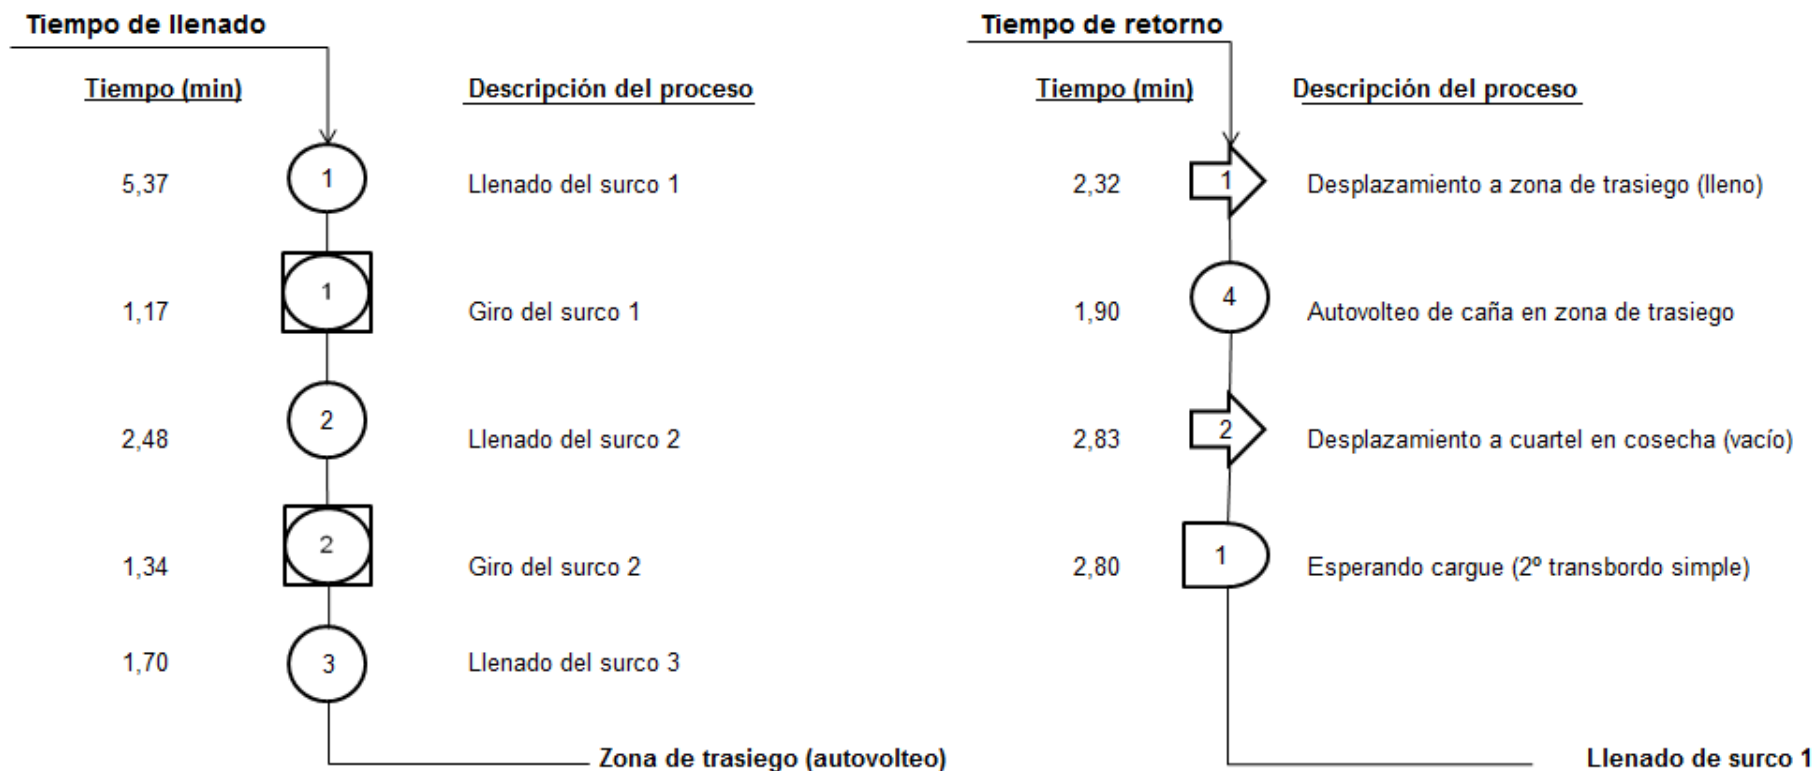 Tiempo de llenado
Tiempo (min) Descripción del proceso
5,37 1 Llenado del surco 1
1,17 1 Giro del surco 1
2,48 2 Llenado del surco 2
1,34 2 Giro del surco 2
1,70 3 Llenado del surco 3
Zona de trasiego (autovolteo)
Tiempo de retorno
Tiempo (min) Descripción del proceso
2,32 1 Desplazamiento a zona de trasiego (lleno)
1,90 4 Autovolteo de caña en zona de trasiego
2,83 2 Desplazamiento a cuartel en cosecha (vacío)
2,80 1 Esperando cargue (2º transbordo simple)
Llenado de surco 1